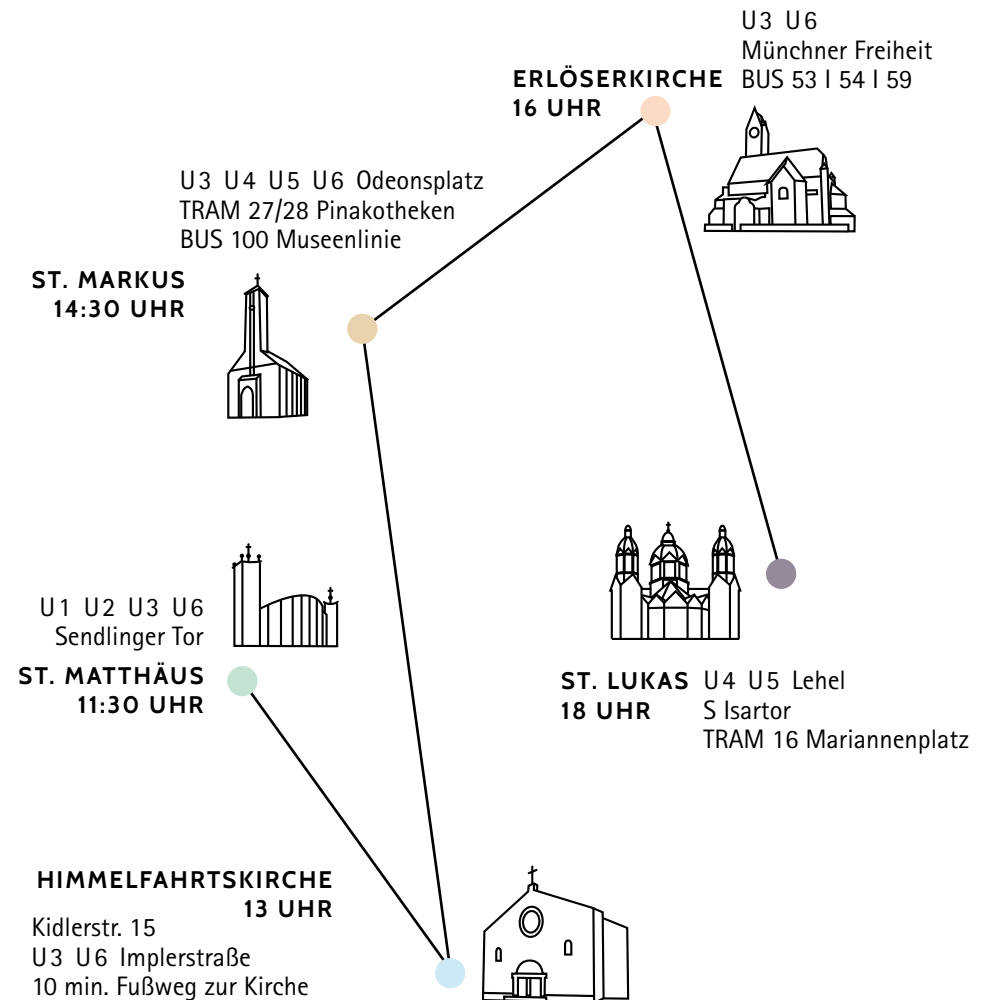 U3 U6
Münchner Freiheit
BUS 53 I 54 I 59
ERLÖSERKIRCHE
16 UHR
U3 U4 U5 U6 Odeonsplatz
TRAM 27/28 Pinakotheken
BUS 100 Museenlinie
ST. MARKUS
14:30 UHR
U1 U2 U3 U6
Sendlinger Tor
ST. MATTHÄUS
11:30 UHR
ST. LUKAS
18 UHR
U4 U5 Lehel
S Isartor
TRAM 16 Mariannenplatz
HIMMELFAHRTSKIRCHE
13 UHR
Kidlerstr. 15
U3 U6 Implerstraße
10 min. Fußweg zur Kirche